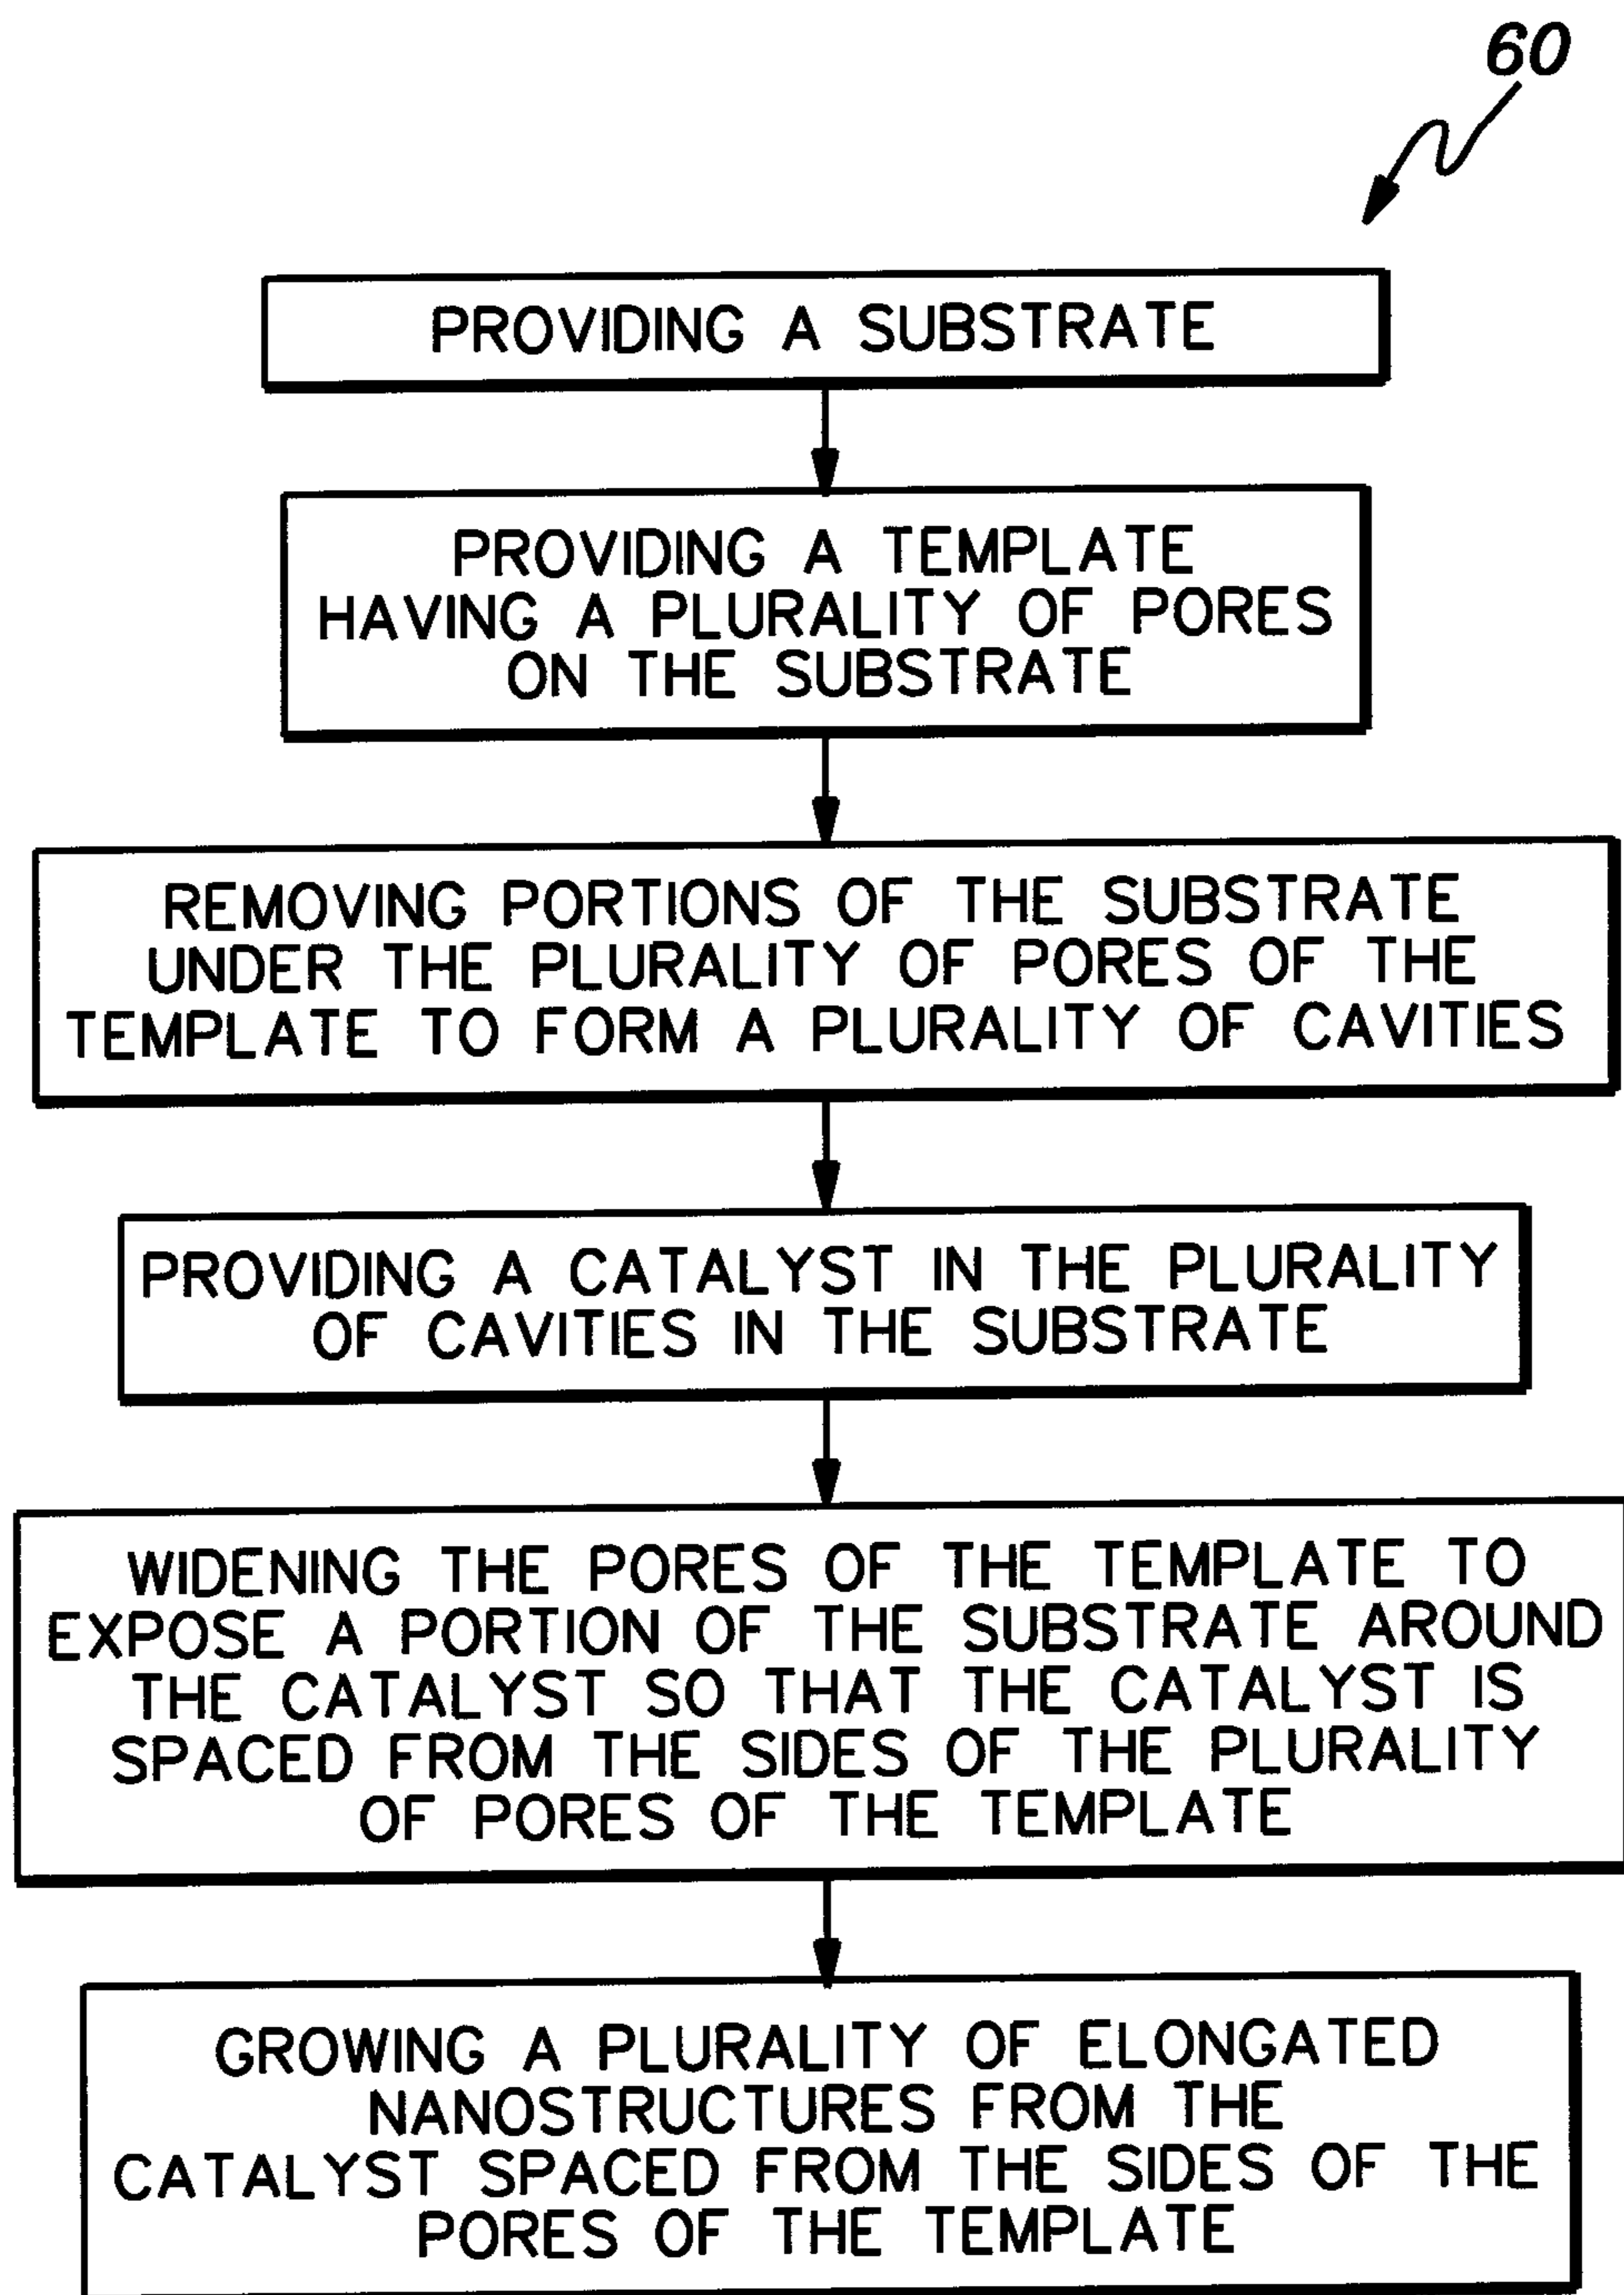 60
PROVIDING A SUBSTRATE
PROVIDING A TEMPLATE
HAVING A PLURALITY OF PORES
ON THE SUBSTRATE
REMOVING PORTIONS OF THE SUBSTRATE
UNDER THE PLURALITY OF PORES OF THE
TEMPLATE TO FORM A PLURALITY OF CAVITIES
PROVIDING A CATALYST IN THE PLURALITY
OF CAVITIES IN THE SUBSTRATE
WIDENING THE PORES OF THE TEMPLATE TO
EXPOSE A PORTION OF THE SUBSTRATE AROUND
THE CATALYST SO THAT THE CATALYST IS
SPACED FROM THE SIDES OF THE PLURALITY
OF PORES OF THE TEMPLATE
GROWING A PLURALITY OF ELONGATED
NANOSTRUCTURES FROM THE
CATALYST SPACED FROM THE SIDES OF THE
PORES OF THE TEMPLATE